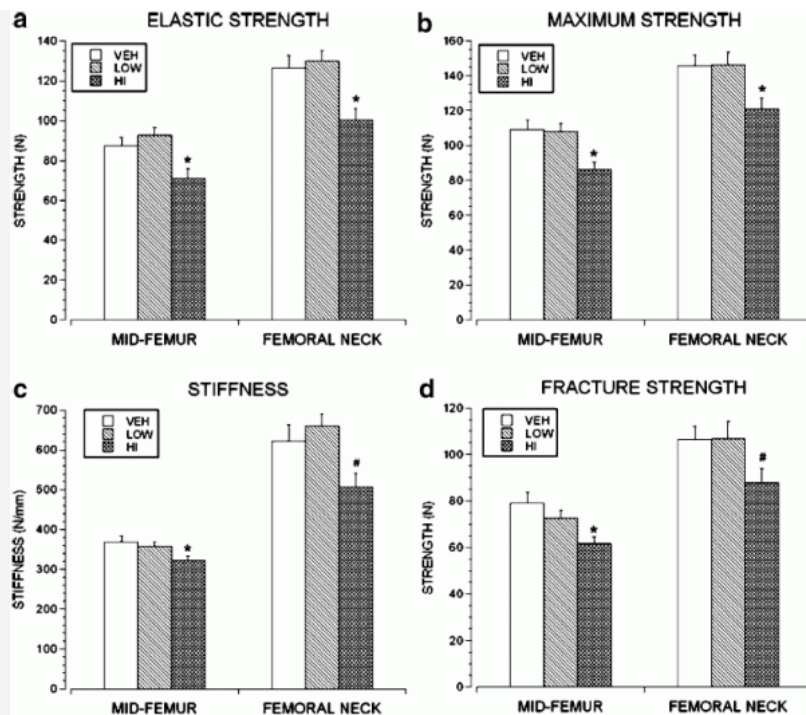 a ELASTIC STRENGTH
140
120
100
80
60
40
20
0
STRENGTH (N)
VEH
LOW
HI
*
*
MID-FEMUR FEMORAL NECK
b MAXIMUM STRENGTH
160
140
120
100
80
60
40
20
0
STRENGTH (N)
VEH
LOW
HI
*
*
MID-FEMUR FEMORAL NECK
c STIFFNESS
700
600
500
400
300
200
100
0
STIFFNESS (N/mm)
VEH
LOW
HI
*
#
MID-FEMUR FEMORAL NECK
d FRACTURE STRENGTH
120
100
80
60
40
20
0
STRENGTH (N)
VEH
LOW
HI
*
#
MID-FEMUR FEMORAL NECK